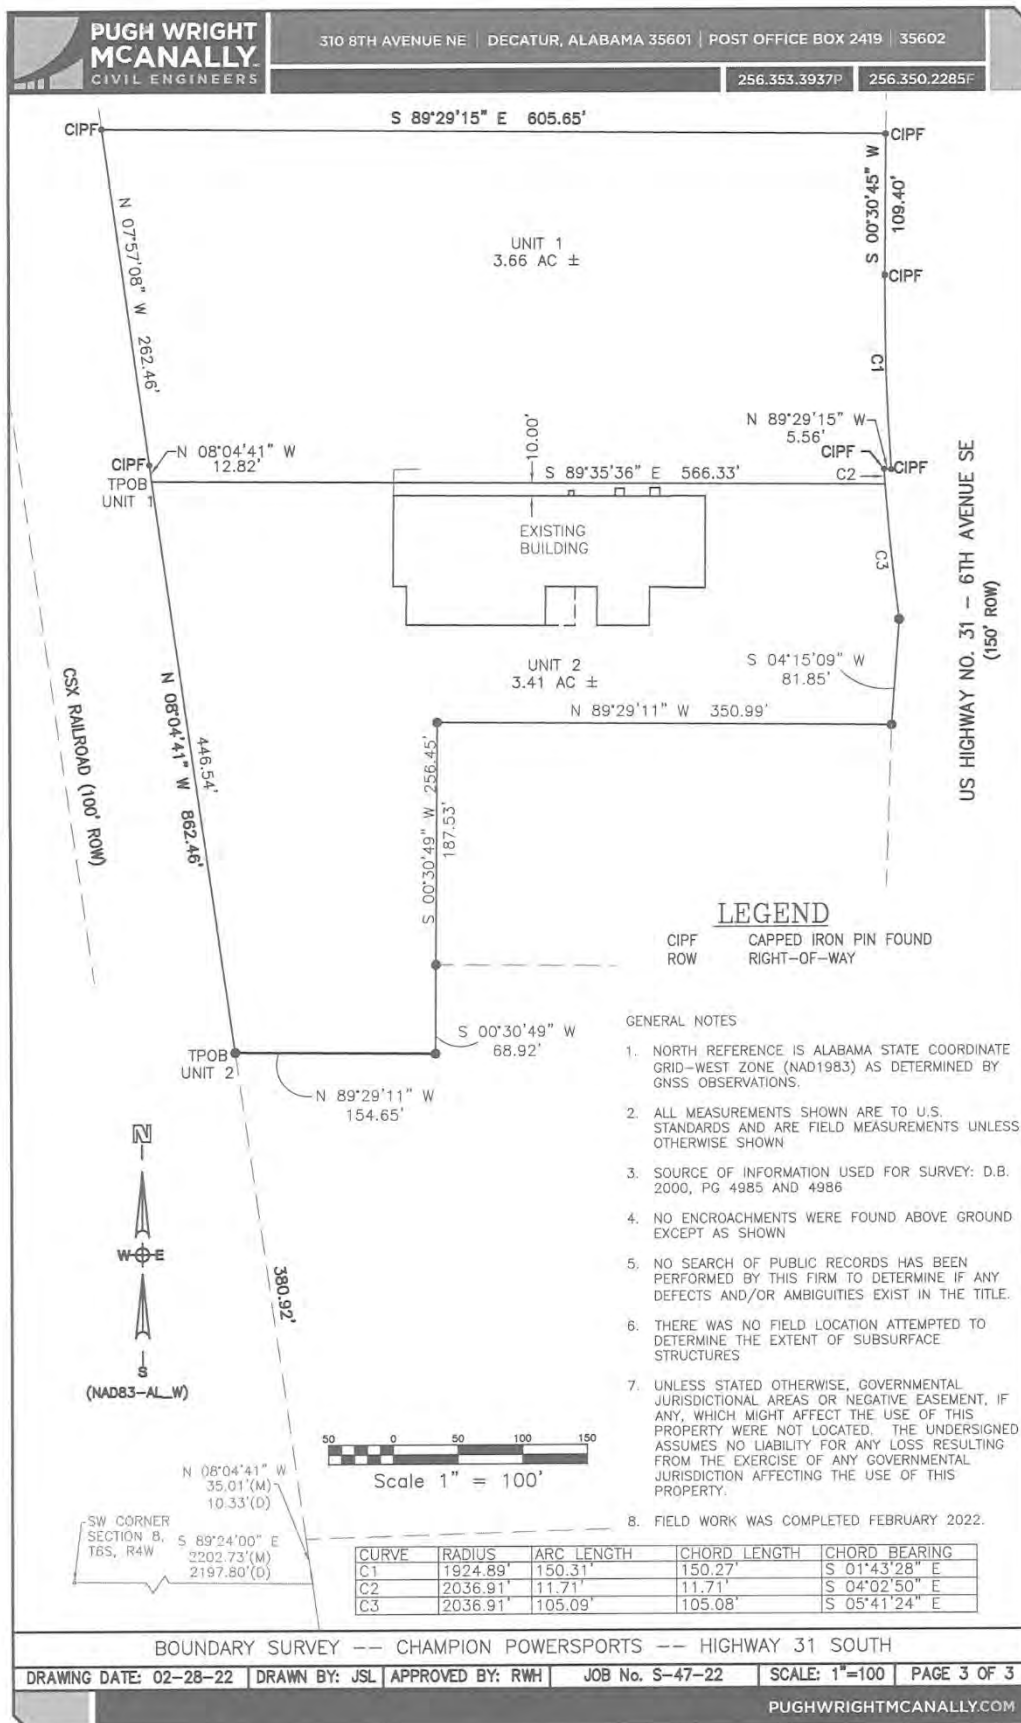 PUGH WRIGHT
MCANALLY
CIVIL ENGINEERS
310 8TH AVENUE NE | DECATUR, ALABAMA 35601 | POST OFFICE BOX 2419 | 35602
256.353.3937P
256.350.2285F
S 89°29'15" E 605.65'
CIPF
CIPF
S 00°30'45" W
109.40'
N 07°57'08" W 262.46'
UNIT 1
3.66 AC ±
CIPF
C1
N 89°29'15" W
5.56'
CIPF
CIPF
N 08°04'41" W
12.82'
CIPF
TPOB
UNIT 1
10.00'
S 89°35'36" E 566.33'
C2
EXISTING
BUILDING
C3
US HIGHWAY NO. 31 - 6TH AVENUE SE
(150' ROW)
UNIT 2
3.41 AC ±
S 04°15'09" W
81.85'
N 89°29'11" W 350.99'
CSX RAILROAD (100' ROW)
446.54'
N 08°04'41" W 862.46'
S 00°30'49" W 256.45'
187.53'
LEGEND
CIPF CAPPED IRON PIN FOUND
ROW RIGHT-OF-WAY
S 00°30'49" W
68.92'
TPOB
UNIT 2
N 89°29'11" W
154.65'
GENERAL NOTES
1. NORTH REFERENCE IS ALABAMA STATE COORDINATE
GRID-WEST ZONE (NAD1983) AS DETERMINED BY
GNSS OBSERVATIONS.
2. ALL MEASUREMENTS SHOWN ARE TO U.S.
STANDARDS AND ARE FIELD MEASUREMENTS UNLESS
OTHERWISE SHOWN
3. SOURCE OF INFORMATION USED FOR SURVEY: D.B.
2000, PG 4985 AND 4986
4. NO ENCROACHMENTS WERE FOUND ABOVE GROUND
EXCEPT AS SHOWN
5. NO SEARCH OF PUBLIC RECORDS HAS BEEN
PERFORMED BY THIS FIRM TO DETERMINE IF ANY
DEFECTS AND/OR AMBIGUITIES EXIST IN THE TITLE.
6. THERE WAS NO FIELD LOCATION ATTEMPTED TO
DETERMINE THE EXTENT OF SUBSURFACE
STRUCTURES
7. UNLESS STATED OTHERWISE, GOVERNMENTAL
JURISDICTIONAL AREAS OR NEGATIVE EASEMENT, IF
ANY, WHICH MIGHT AFFECT THE USE OF THIS
PROPERTY WERE NOT LOCATED. THE UNDERSIGNED
ASSUMES NO LIABILITY FOR ANY LOSS RESULTING
FROM THE EXERCISE OF ANY GOVERNMENTAL
JURISDICTION AFFECTING THE USE OF THIS
PROPERTY.
8. FIELD WORK WAS COMPLETED FEBRUARY 2022.
N
W E
S
(NAD83-AL_W)
380.92'
50 0 50 100 150
Scale 1" = 100'
N 08°04'41" W
35.01'(M)
10.33'(D)
SW CORNER
SECTION 8,
T6S, R4W
S 89°24'00" E
2202.73'(M)
2197.80'(D)
CURVE RADIUS ARC LENGTH CHORD LENGTH CHORD BEARING
C1 1924.89' 150.31' 150.27' S 01°43'28" E
C2 2036.91' 11.71' 11.71' S 04°02'50" E
C3 2036.91' 105.09' 105.08' S 05°41'24" E
BOUNDARY SURVEY -- CHAMPION POWERSPORTS -- HIGHWAY 31 SOUTH
DRAWING DATE: 02-28-22 DRAWN BY: JSL APPROVED BY: RWH JOB No. S-47-22 SCALE: 1"=100 PAGE 3 OF 3
PUGHWRIGHTMCANALLY.COM